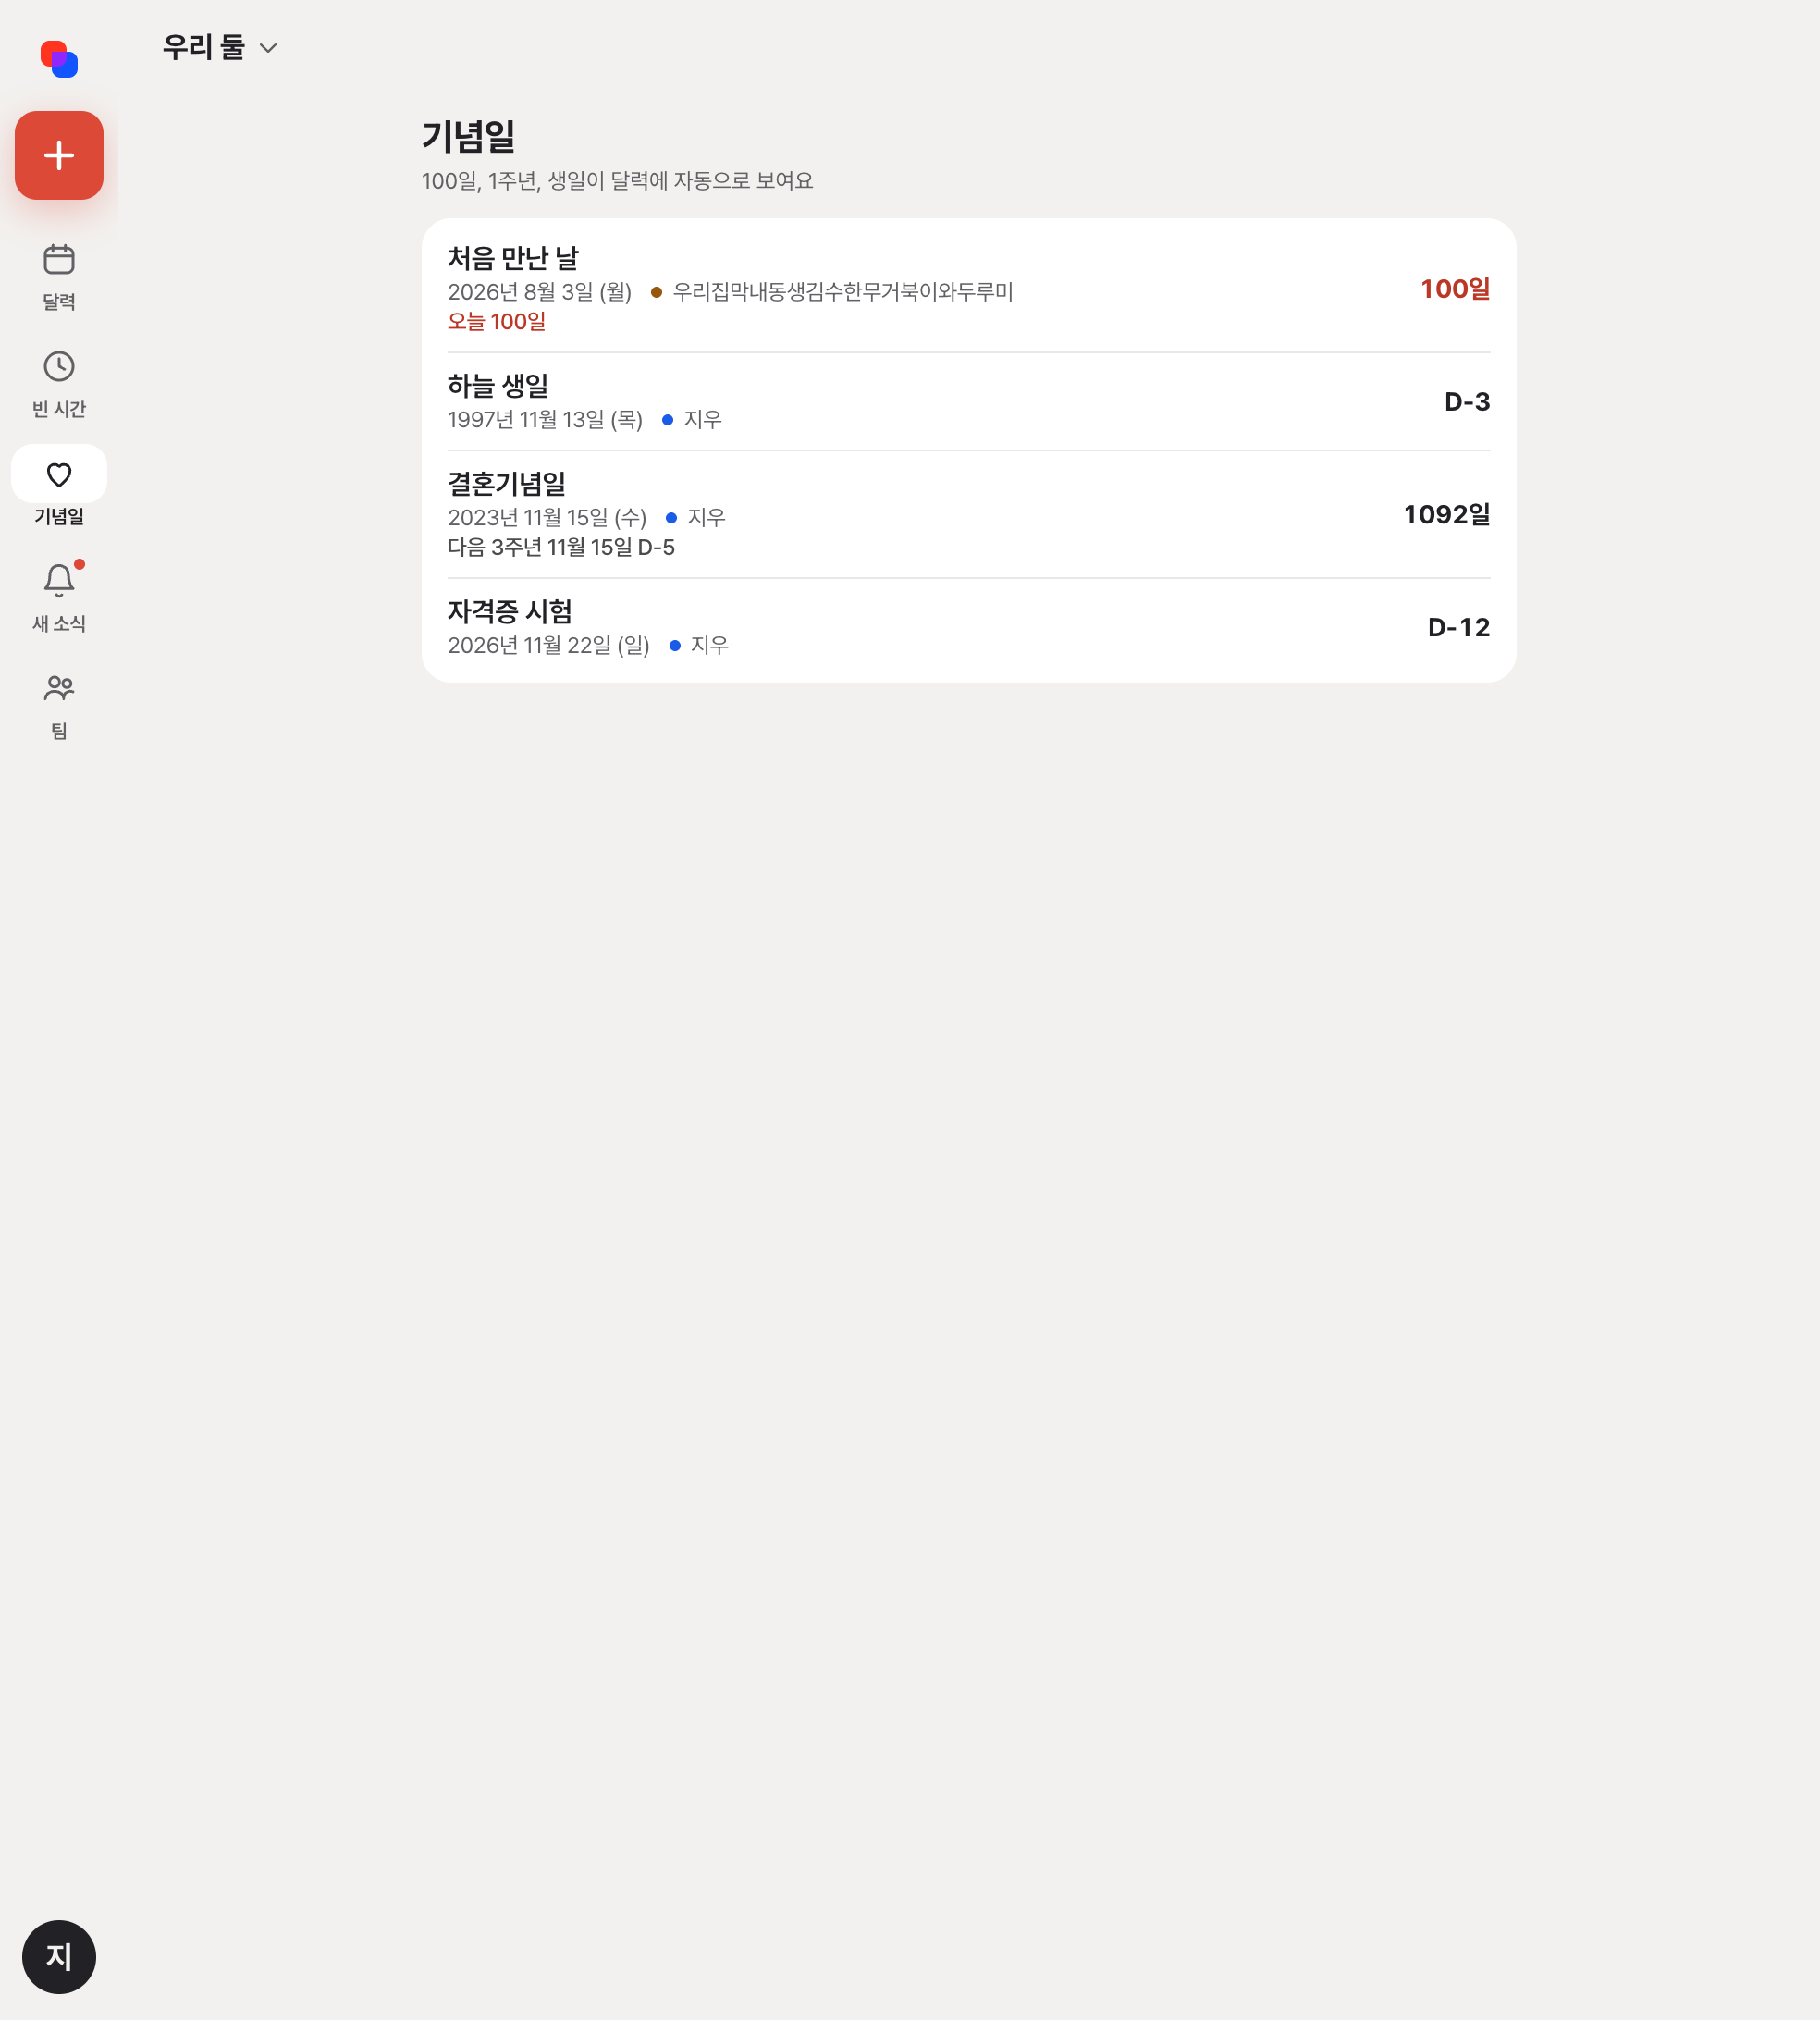 우리 둘
달력
빈 시간
기념일
새 소식
팀
지
기념일
100일, 1주년, 생일이 달력에 자동으로 보여요
처음 만난 날
2026년 8월 3일 (월) 우리집막내동생김수한무거북이와두루미
오늘 100일
100일
하늘 생일
1997년 11월 13일 (목) 지우
D-3
결혼기념일
2023년 11월 15일 (수) 지우
다음 3주년 11월 15일 D-5
1092일
자격증 시험
2026년 11월 22일 (일) 지우
D-12